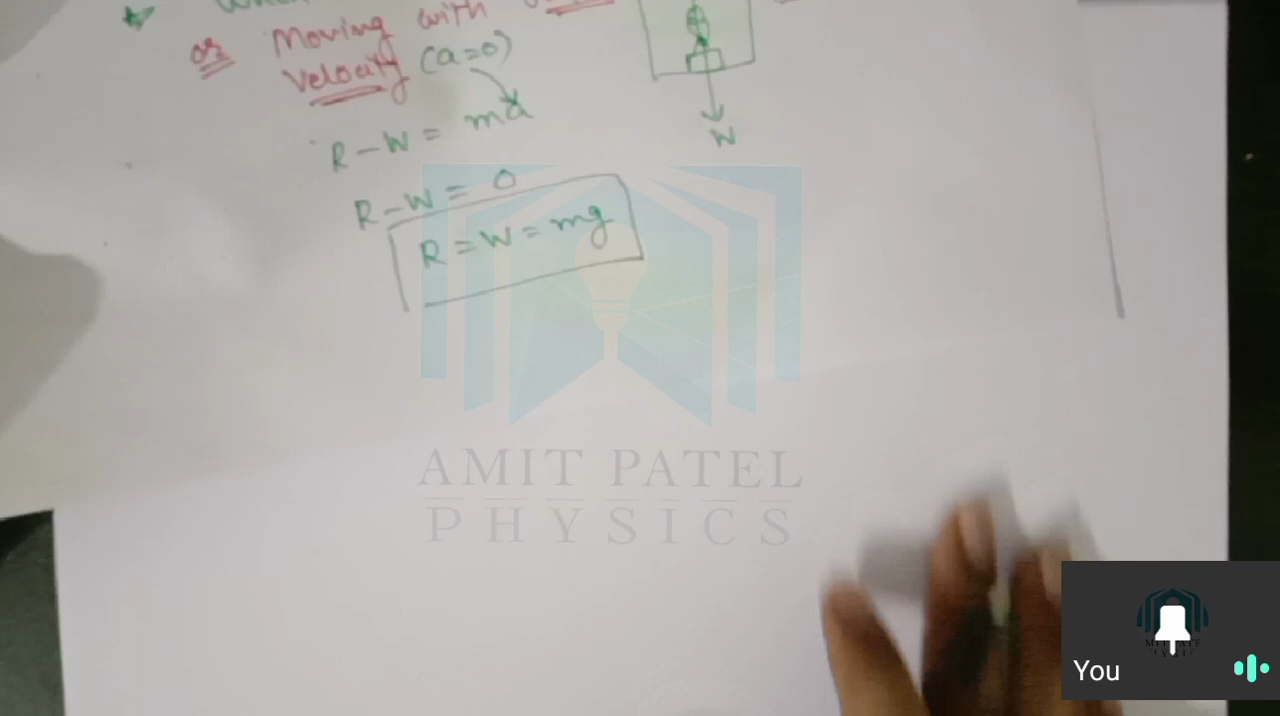 or Moving with
Velocity (a=0)
R - W = ma
R - W = 0
R = W = mg
W
AMIT PATEL
PHYSICS
You